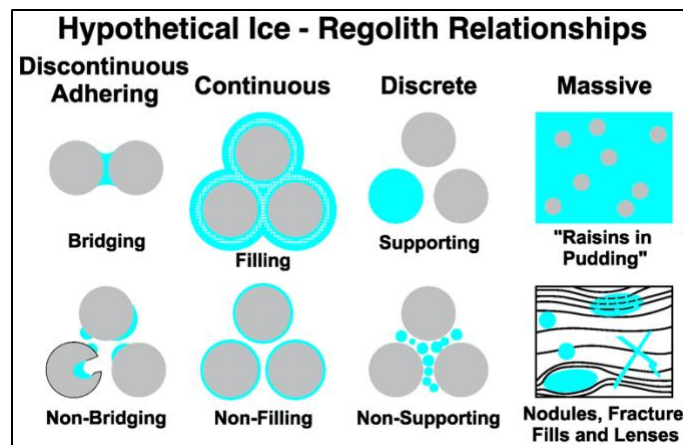 Hypothetical Ice - Regolith Relationships
Discontinuous
Adhering
Continuous
Discrete
Massive
Bridging
Filling
Supporting
"Raisins in
Pudding"
Non-Bridging
Non-Filling
Non-Supporting
Nodules, Fracture
Fills and Lenses